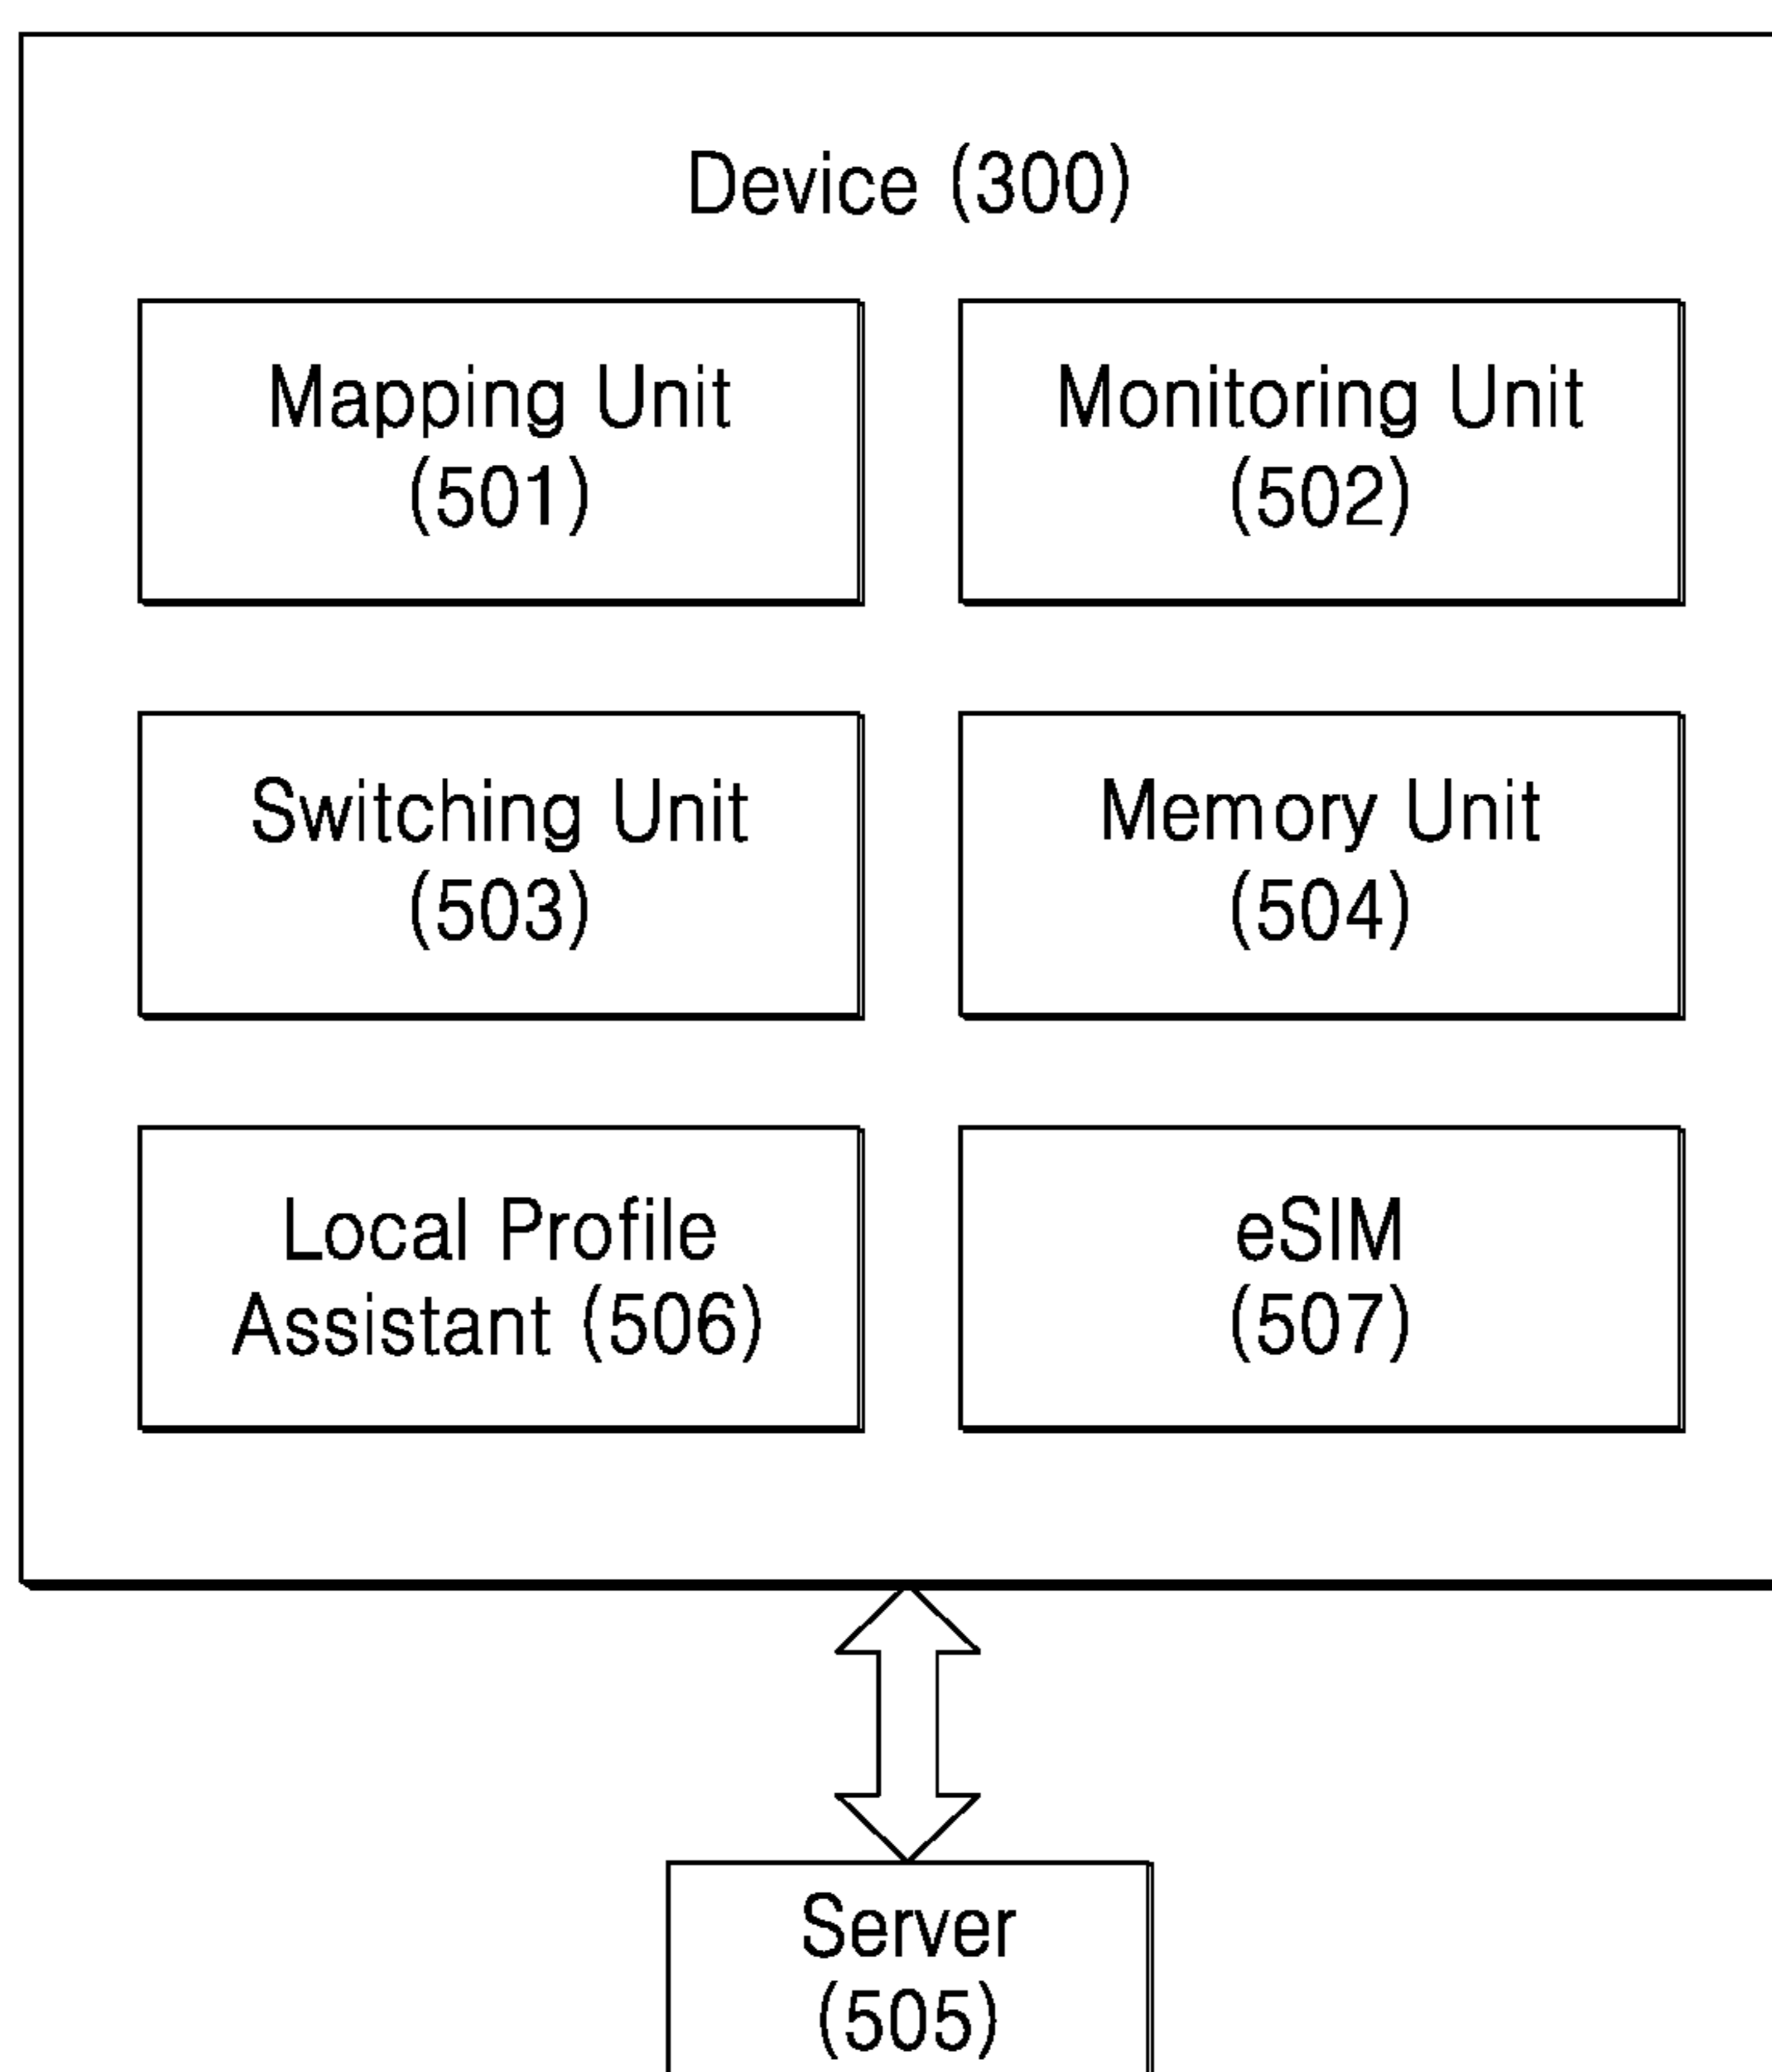 Device (300)
Mapping Unit
(501)
Monitoring Unit
(502)
Switching Unit
(503)
Memory Unit
(504)
Local Profile
Assistant (506)
eSIM
(507)
Server
(505)